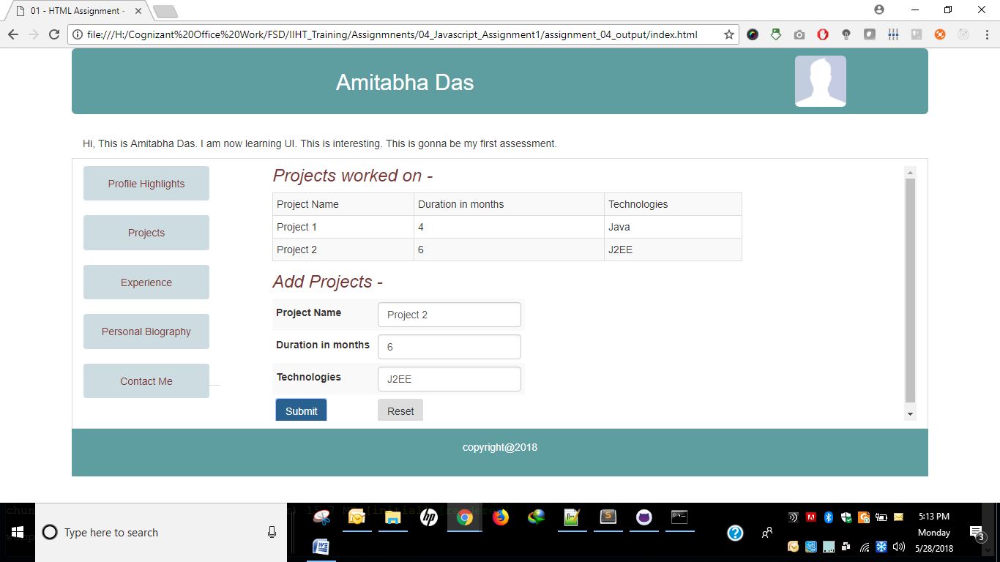 01 - HTML Assignment -
file:///H:/Cognizant%20Office%20Work/FSD/IIHT_Training/Assignmnents/04_Javascript_Assignment1/assignment_04_output/index.html
Amitabha Das
Hi, This is Amitabha Das. I am now learning UI. This is interesting. This is gonna be my first assessment.
Profile Highlights
Projects
Experience
Personal Biography
Contact Me
Projects worked on -
Project Name Duration in months Technologies
Project 1 4 Java
Project 2 6 J2EE
Add Projects -
Project Name Project 2
Duration in months 6
Technologies J2EE
Submit Reset
copyright@2018
Type here to search
5:13 PM
Monday
5/28/2018
3